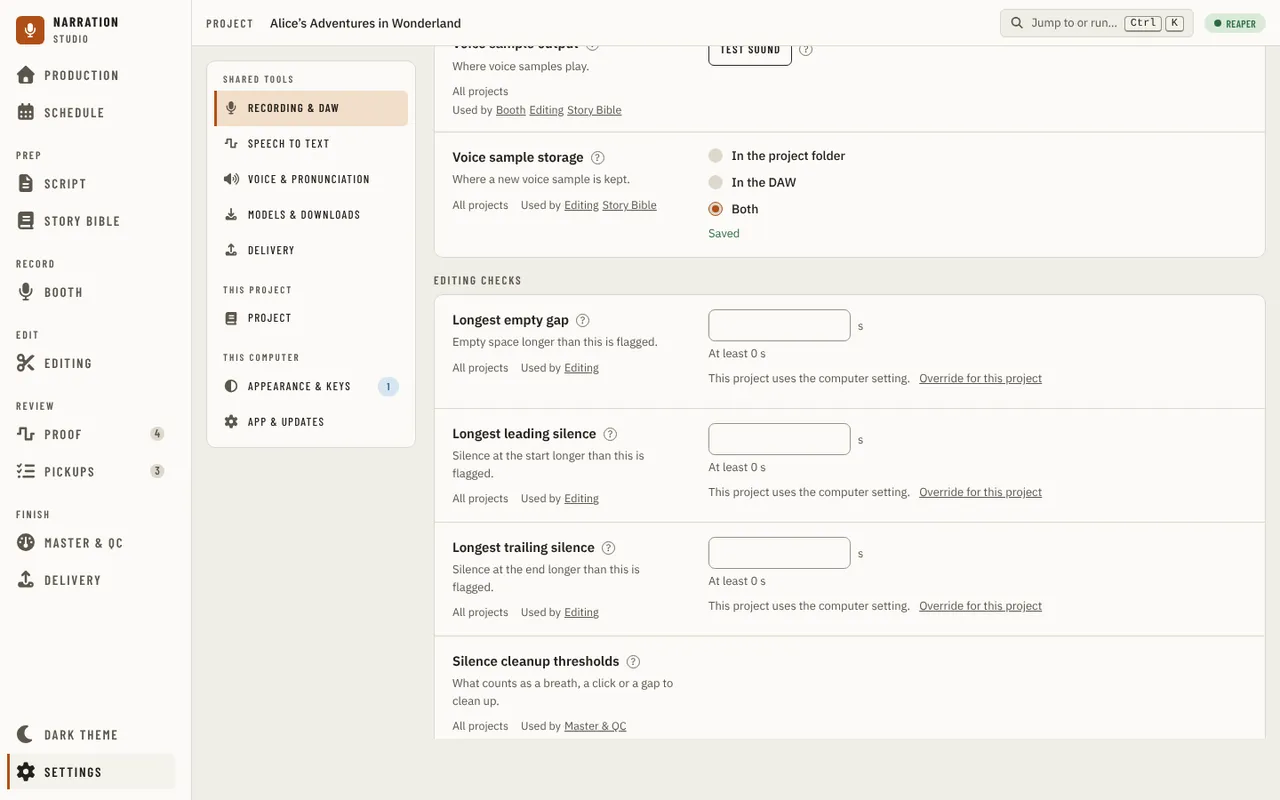 NARRATION
STUDIO
PRODUCTION
SCHEDULE
PREP
SCRIPT
STORY BIBLE
RECORD
BOOTH
EDIT
EDITING
REVIEW
PROOF 4
PICKUPS 3
FINISH
MASTER & QC
DELIVERY
DARK THEME
SETTINGS
PROJECT Alice's Adventures in Wonderland
Jump to or run... Ctrl K
REAPER
SHARED TOOLS
RECORDING & DAW
SPEECH TO TEXT
VOICE & PRONUNCIATION
MODELS & DOWNLOADS
DELIVERY
THIS PROJECT
PROJECT
THIS COMPUTER
APPEARANCE & KEYS 1
APP & UPDATES
Voice sample output ?
Where voice samples play.
All projects
Used by Booth Editing Story Bible
TEST SOUND ?
Voice sample storage ?
Where a new voice sample is kept.
All projects Used by Editing Story Bible
In the project folder
In the DAW
Both
Saved
EDITING CHECKS
Longest empty gap ?
Empty space longer than this is flagged.
All projects Used by Editing
s
At least 0 s
This project uses the computer setting. Override for this project
Longest leading silence ?
Silence at the start longer than this is
flagged.
All projects Used by Editing
s
At least 0 s
This project uses the computer setting. Override for this project
Longest trailing silence ?
Silence at the end longer than this is
flagged.
All projects Used by Editing
s
At least 0 s
This project uses the computer setting. Override for this project
Silence cleanup thresholds ?
What counts as a breath, a click or a gap to
clean up.
All projects Used by Master & QC